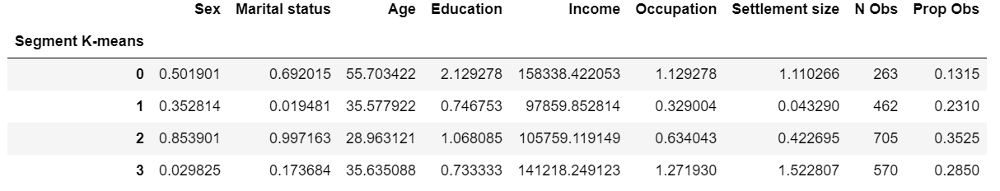 Sex Marital status Age Education Income Occupation Settlement size N Obs Prop Obs
Segment K-means
0 0.501901 0.692015 55.703422 2.129278 158338.422053 1.129278 1.110266 263 0.1315
1 0.352814 0.019481 35.577922 0.746753 97859.852814 0.329004 0.043290 462 0.2310
2 0.853901 0.997163 28.963121 1.068085 105759.119149 0.634043 0.422695 705 0.3525
3 0.029825 0.173684 35.635088 0.733333 141218.249123 1.271930 1.522807 570 0.2850